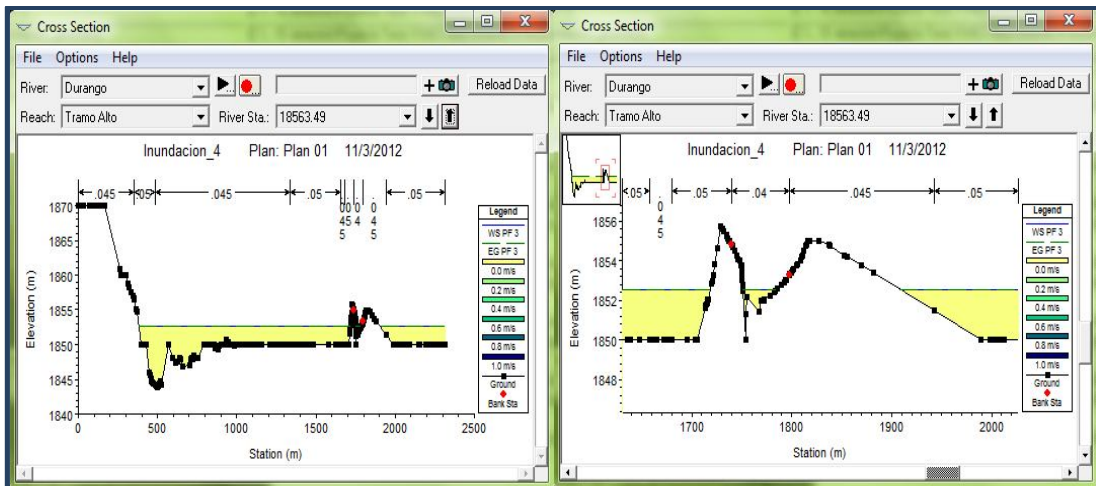 Cross Section
File Options Help
River: Durango
Reload Data
Reach: Tramo Alto River Sta.: 18563.49
Inundacion_4 Plan: Plan 01 11/3/2012
.045 .05 .045 .05 .045 .04 .045 .05
Elevation (m)
1870
1865
1860
1855
1850
1845
1840
0 500 1000 1500 2000 2500
Station (m)
Legend
WS PF 3
EG PF 3
0.0 m/s
0.2 m/s
0.4 m/s
0.6 m/s
0.8 m/s
1.0 m/s
Ground
Bank Sta
Cross Section
File Options Help
River: Durango
Reload Data
Reach: Tramo Alto River Sta.: 18563.49
Inundacion_4 Plan: Plan 01 11/3/2012
.05 .045 .05 .04 .045 .05
Elevation (m)
1856
1854
1852
1850
1848
1700 1800 1900 2000
Station (m)
Legend
WS PF 3
EG PF 3
0.0 m/s
0.2 m/s
0.4 m/s
0.6 m/s
0.8 m/s
1.0 m/s
Ground
Bank Sta